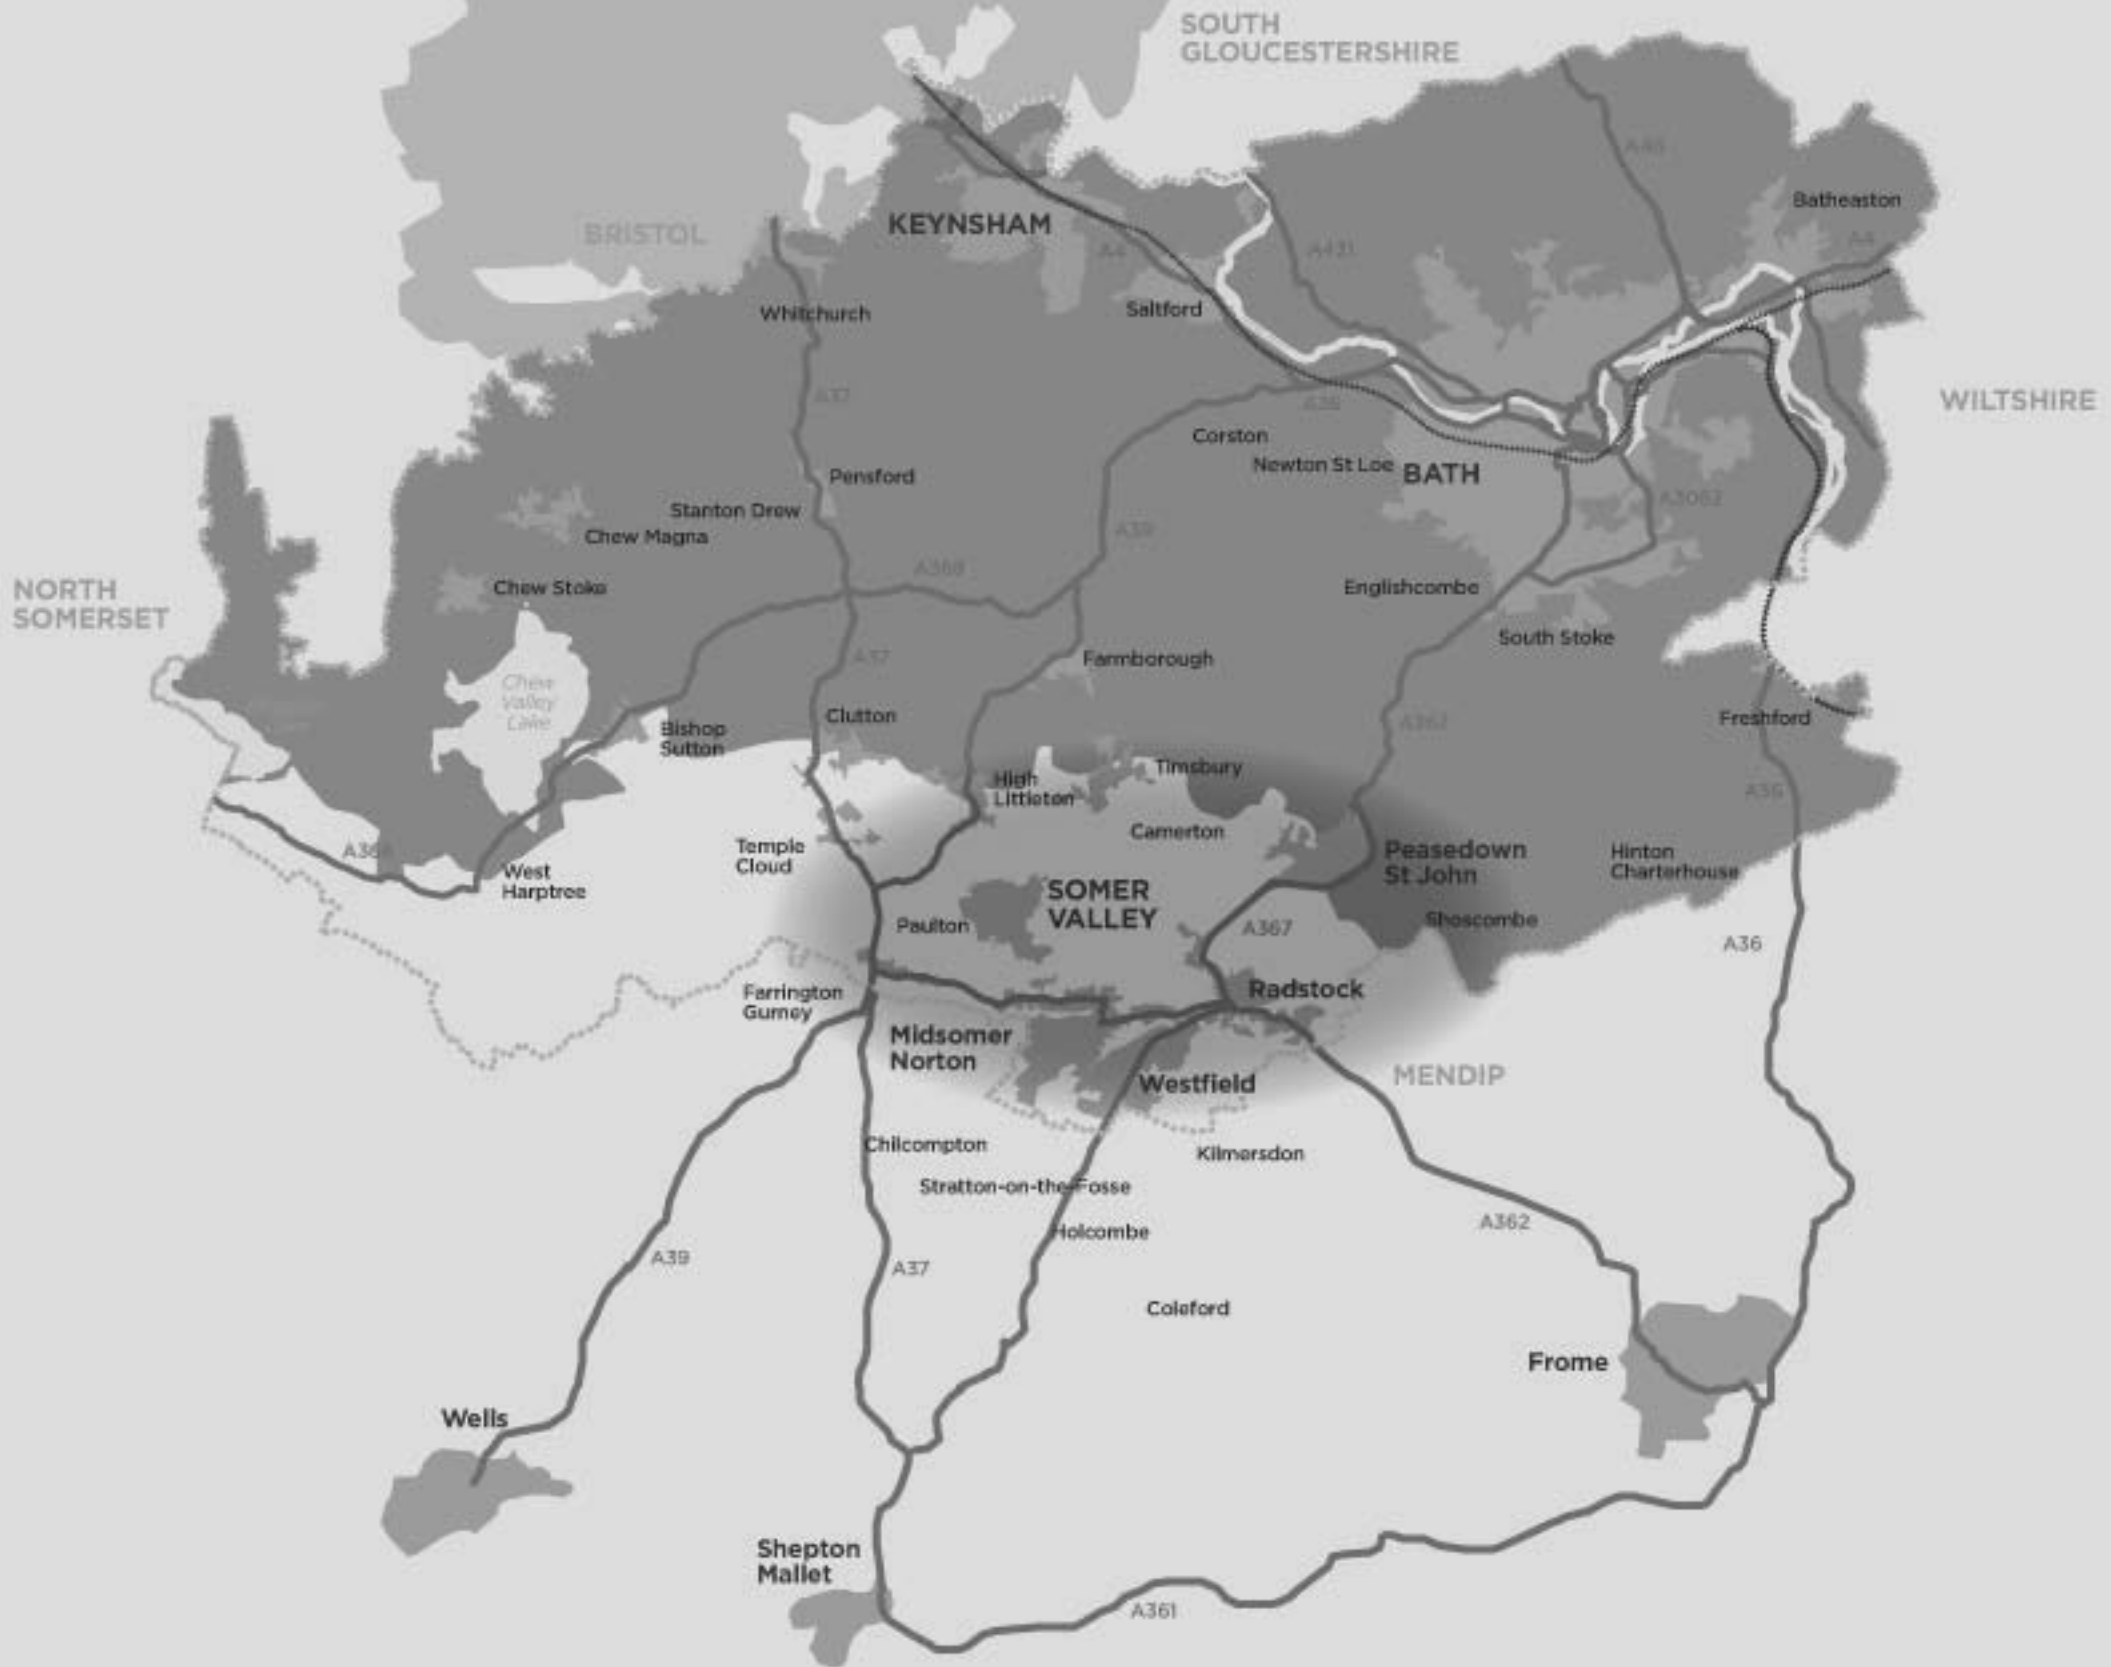 SOUTH
GLOUCESTERSHIRE
A46
Batheaston
BRISTOL
KEYNSHAM
A4
A431
A4
Whitchurch
Saltford
WILTSHIRE
A37
A36
Corston
Newton St Loe
BATH
Pensford
Stanton Drew
A39
Chew Magna
A368
NORTH
SOMERSET
Chew Stoke
Englishcombe
South Stoke
A37
Farmborough
Chew
Valley
Lake
Clutton
Bishop
Sutton
A367
Freshford
High
Littleton
Timsbury
A36
Camerton
Temple
Cloud
Peasedown
St John
Hinton
Charterhouse
West
Harptree
SOMER
VALLEY
Paulton
A367
Shoscombe
A36
Farrington
Gurney
Radstock
Midsomer
Norton
Westfield
MENDIP
Chilcompton
Kilmersdon
Stratton-on-the-Fosse
Holcombe
A362
A39
A37
Coleford
Frome
Wells
Shepton
Mallet
A361